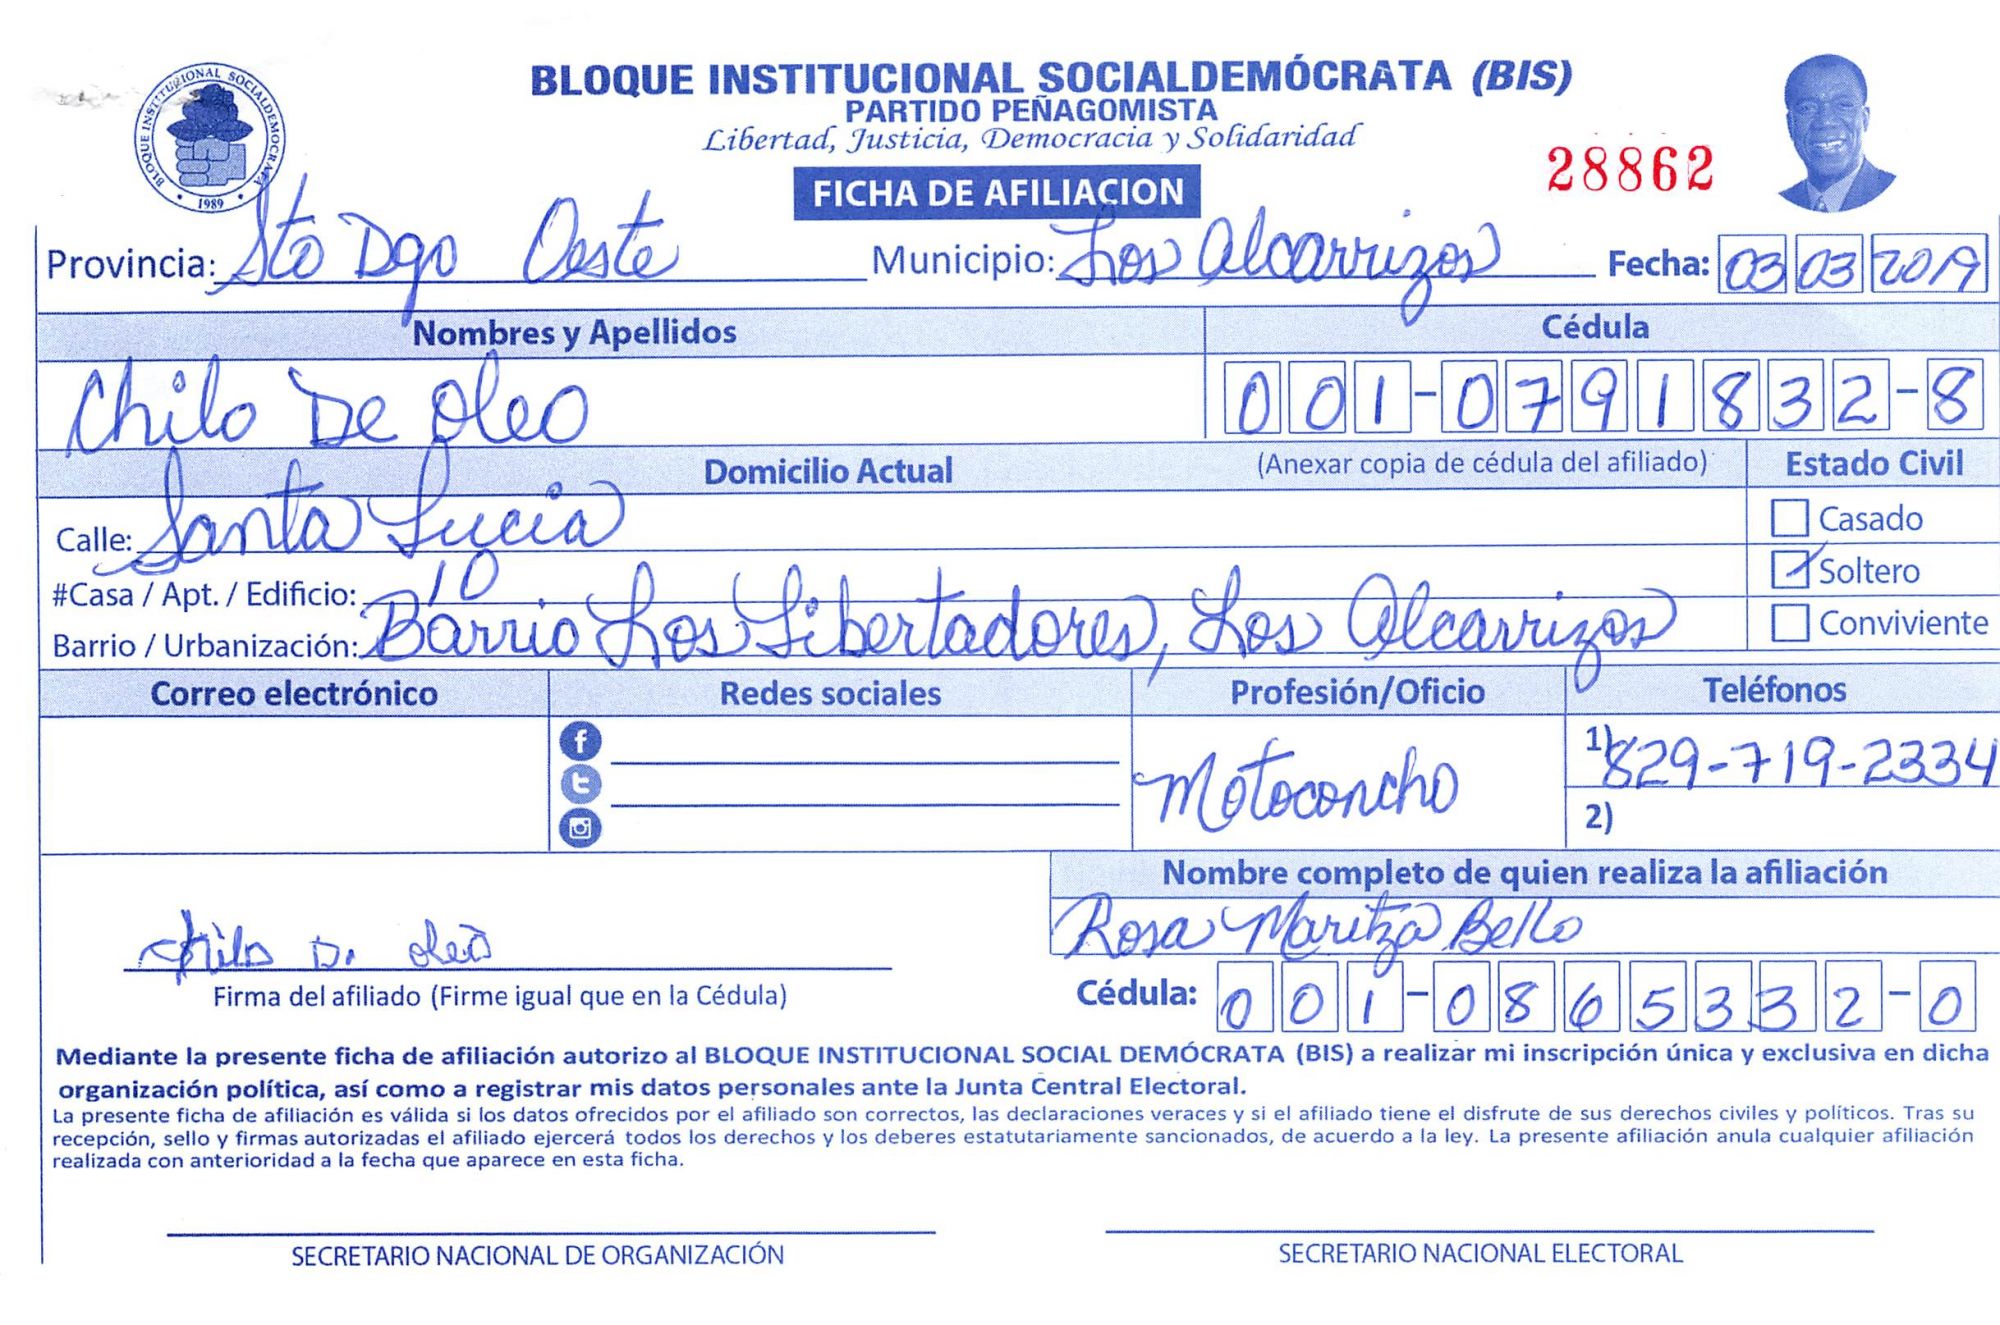 BLOQUE INSTITUCIONAL SOCIALDEMOCRATA
1989
BLOQUE INSTITUCIONAL SOCIALDEMÓCRATA (BIS)
PARTIDO PEÑAGOMISTA
Libertad, Justicia, Democracia y Solidaridad
FICHA DE AFILIACION
28862
Provincia: Sto Dgo Oeste Municipio: Los Alcarrizos Fecha: 03 03 2019
Nombres y Apellidos Cédula
Chilo De Oleo 001-0791832-8
Domicilio Actual (Anexar copia de cédula del afiliado) Estado Civil
Calle: Santa Lucia Casado
#Casa / Apt. / Edificio: 10 Soltero
Barrio / Urbanización: Barrio Los Libertadores, Los Alcarrizos Conviviente
Correo electrónico Redes sociales Profesión/Oficio Teléfonos
Motoconcho 1) 829-719-2334
2)
Nombre completo de quien realiza la afiliación
Rosa Maritza Bello
Chilo D. oleo
Firma del afiliado (Firme igual que en la Cédula) Cédula: 001-0865332-0
Mediante la presente ficha de afiliación autorizo al BLOQUE INSTITUCIONAL SOCIAL DEMÓCRATA (BIS) a realizar mi inscripción única y exclusiva en dicha
organización política, así como a registrar mis datos personales ante la Junta Central Electoral.
La presente ficha de afiliación es válida si los datos ofrecidos por el afiliado son correctos, las declaraciones veraces y si el afiliado tiene el disfrute de sus derechos civiles y políticos. Tras su
recepción, sello y firmas autorizadas el afiliado ejercerá todos los derechos y los deberes estatutariamente sancionados, de acuerdo a la ley. La presente afiliación anula cualquier afiliación
realizada con anterioridad a la fecha que aparece en esta ficha.
SECRETARIO NACIONAL DE ORGANIZACIÓN SECRETARIO NACIONAL ELECTORAL